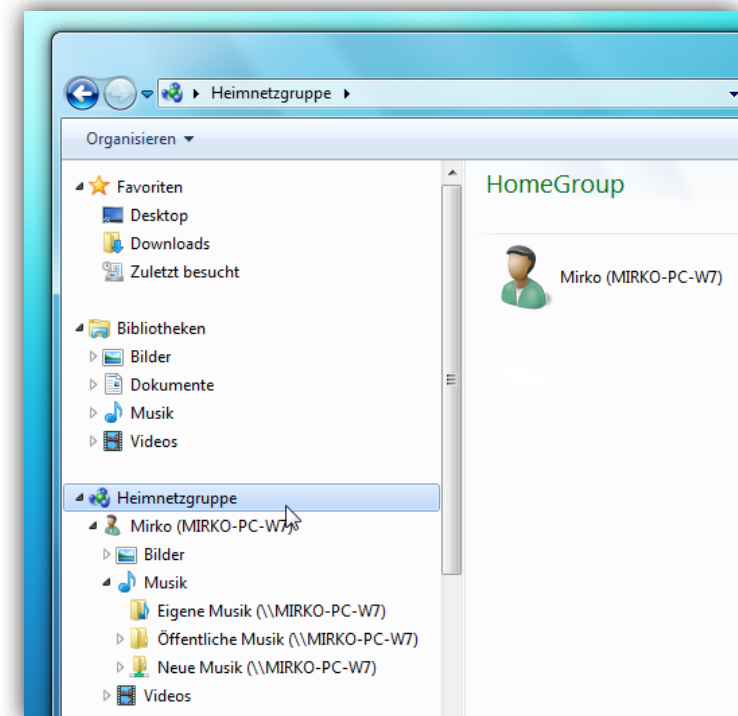 Heimnetzgruppe
Organisieren
Favoriten
Desktop
Downloads
Zuletzt besucht
Bibliotheken
Bilder
Dokumente
Musik
Videos
Heimnetzgruppe
Mirko (MIRKO-PC-W7)
Bilder
Musik
Eigene Musik (\\MIRKO-PC-W7)
Öffentliche Musik (\\MIRKO-PC-W7)
Neue Musik (\\MIRKO-PC-W7)
Videos
HomeGroup
Mirko (MIRKO-PC-W7)